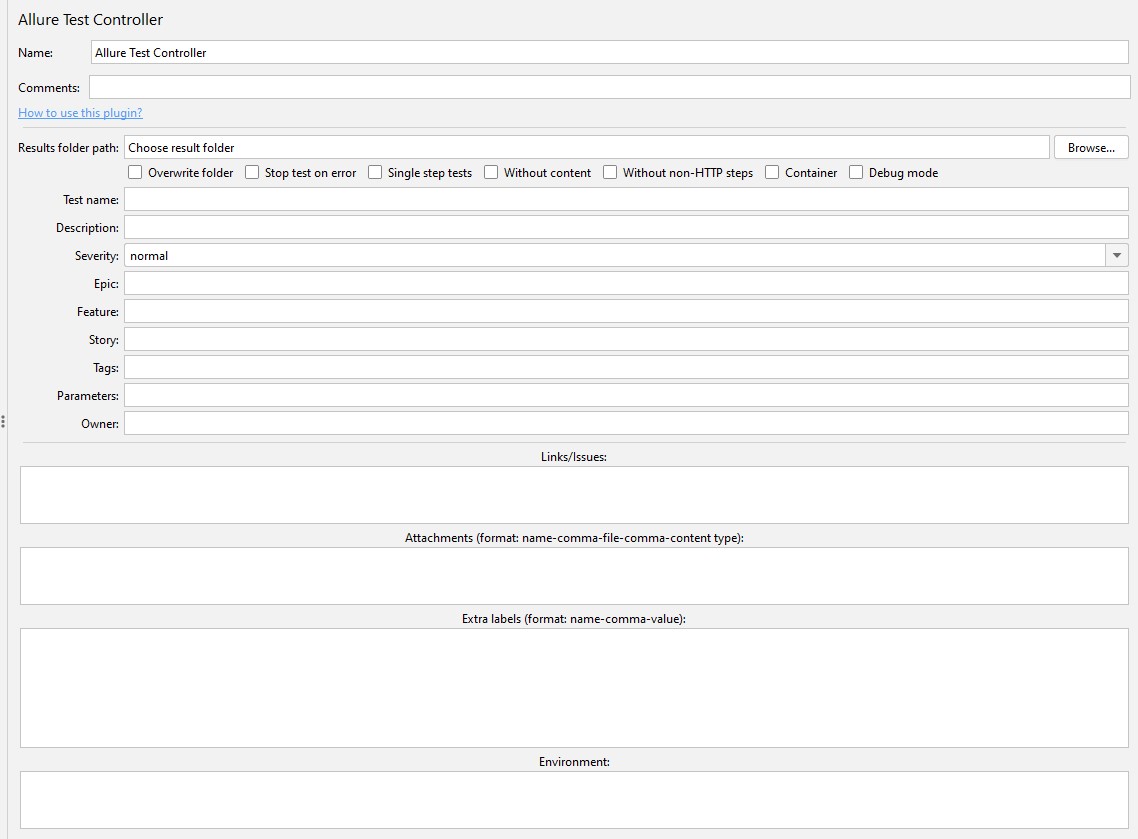 Allure Test Controller
Name: Allure Test Controller
Comments:
How to use this plugin?
Results folder path: Choose result folder Browse...
Overwrite folder Stop test on error Single step tests Without content Without non-HTTP steps Container Debug mode
Test name:
Description:
Severity: normal
Epic:
Feature:
Story:
Tags:
Parameters:
Owner:
Links/Issues:
Attachments (format: name-comma-file-comma-content type):
Extra labels (format: name-comma-value):
Environment: